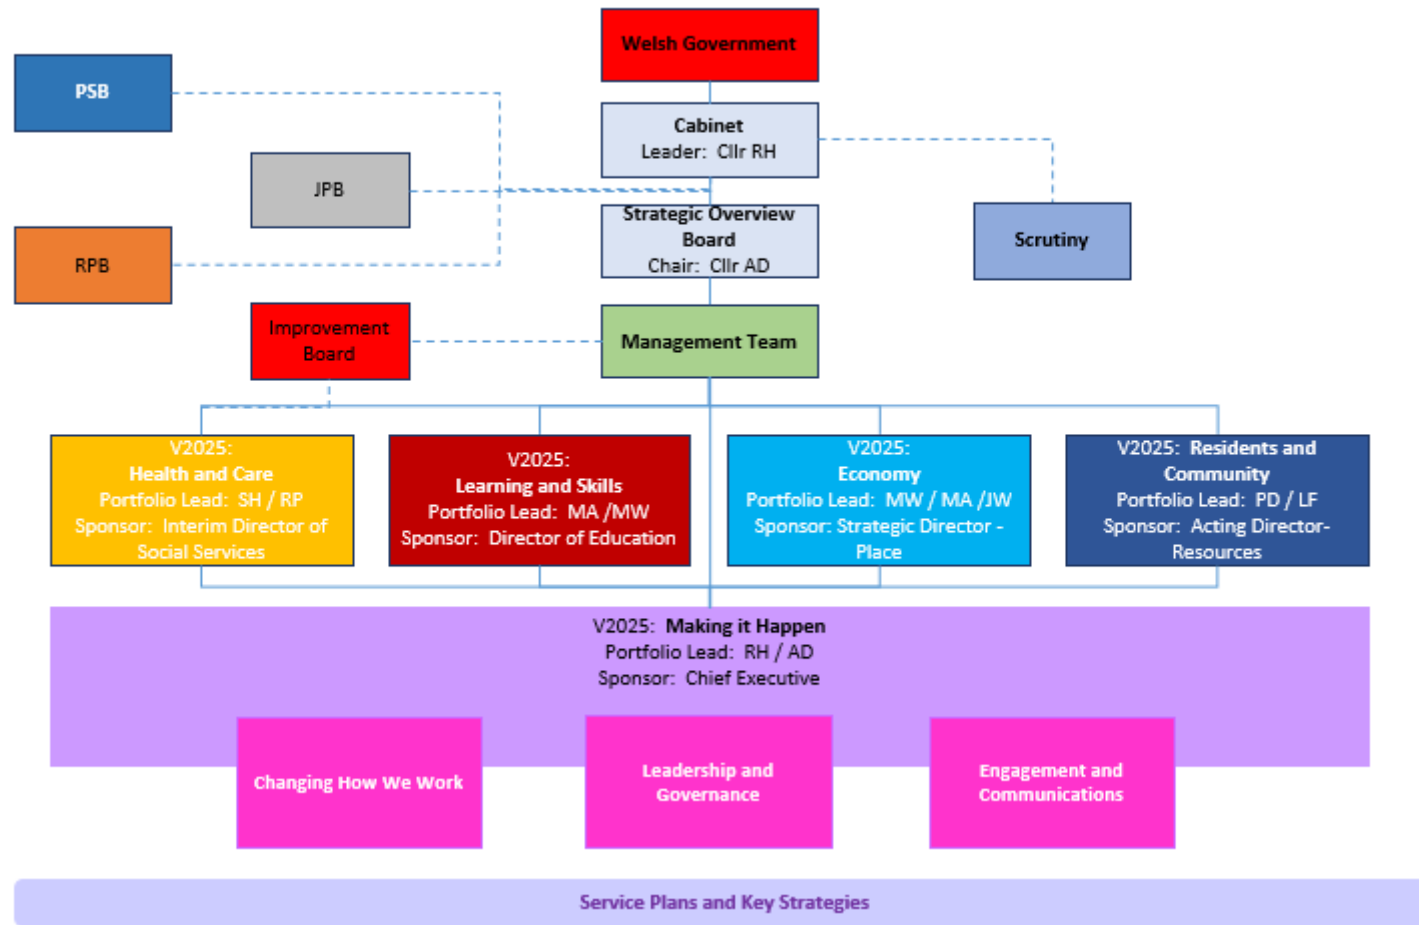 Welsh Government
PSB
Cabinet
Leader:  Cllr RH
JPB
Strategic Overview
Board
Chair:  Cllr AD
Scrutiny
RPB
Improvement
Board
Management Team
V2025:
Health and Care
Portfolio Lead:  SH / RP
Sponsor:  Interim Director of
Social Services
V2025:
Learning and Skills
Portfolio Lead:  MA /MW
Sponsor:  Director of Education
V2025:
Economy
Portfolio Lead:  MW / MA /JW
Sponsor: Strategic Director -
Place
V2025:  Residents and
Community
Portfolio Lead:  PD / LF
Sponsor:  Acting Director-
Resources
V2025:  Making it Happen
Portfolio Lead:  RH / AD
Sponsor:  Chief Executive
Changing How We Work
Leadership and
Governance
Engagement and
Communications
Service Plans and Key Strategies